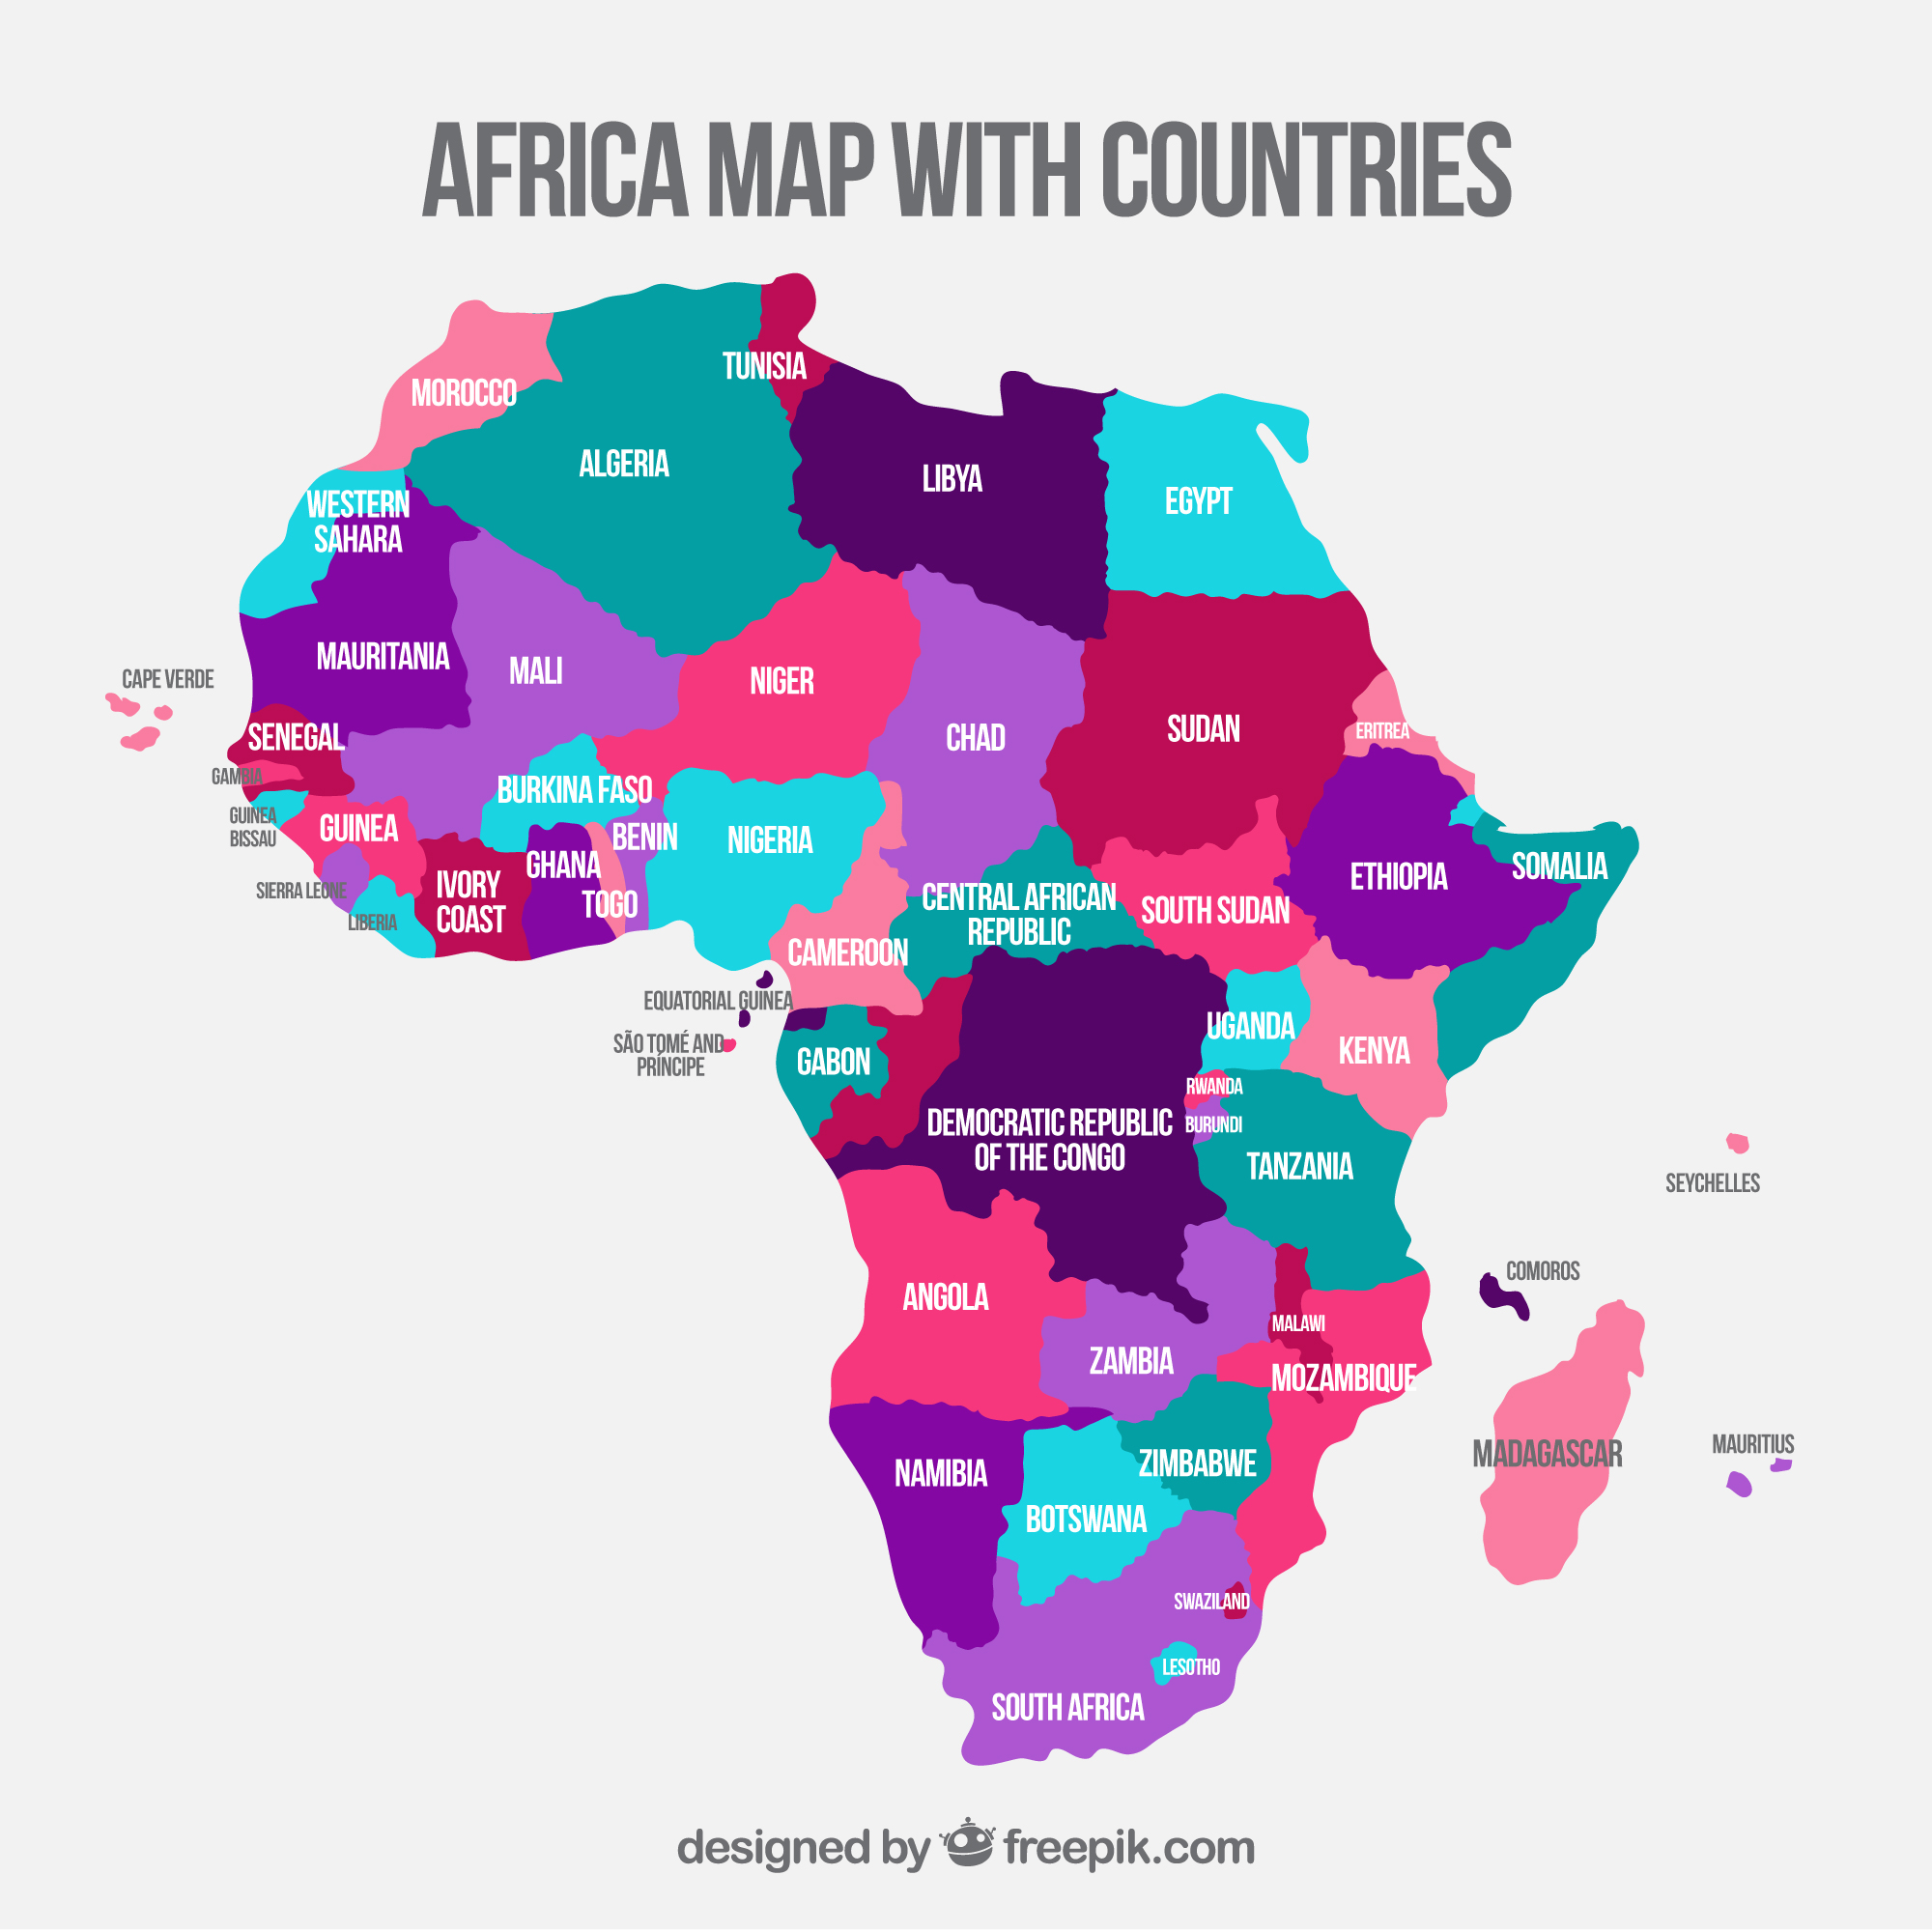 AFRICA MAP WITH COUNTRIES
TUNISIA
MOROCCO
ALGERIA
LIBYA
EGYPT
WESTERN
SAHARA
MAURITANIA
MALI
NIGER
CAPE VERDE
CHAD
SUDAN
ERITREA
SENEGAL
GAMBIA
BURKINA FASO
GUINEA
BISSAU
GUINEA
BENIN
NIGERIA
GHANA
SOMALIA
ETHIOPIA
SIERRA LEONE
IVORY
COAST
TOGO
CENTRAL AFRICAN
REPUBLIC
SOUTH SUDAN
LIBERIA
CAMEROON
EQUATORIAL GUINEA
UGANDA
SÃO TOMÉ AND
PRÍNCIPE
GABON
KENYA
RWANDA
DEMOCRATIC REPUBLIC
OF THE CONGO
BURUNDI
TANZANIA
SEYCHELLES
COMOROS
ANGOLA
MALAWI
ZAMBIA
MOZAMBIQUE
MADAGASCAR
MAURITIUS
NAMIBIA
ZIMBABWE
BOTSWANA
SWAZILAND
LESOTHO
SOUTH AFRICA
designed by freepik.com